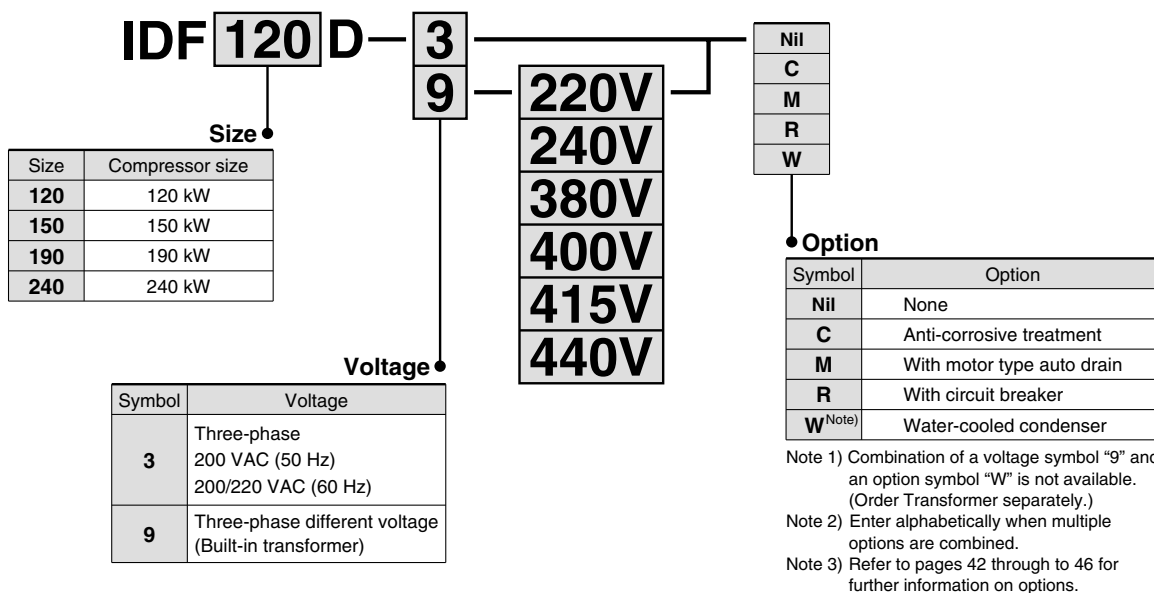 IDF 120 D 3
9
220V
240V
380V
400V
415V
440V
Nil
C
M
R
W
Size
Size Compressor size
120 120 kW
150 150 kW
190 190 kW
240 240 kW
Voltage
Symbol Voltage
3 Three-phase
200 VAC (50 Hz)
200/220 VAC (60 Hz)
9 Three-phase different voltage
(Built-in transformer)
Option
Symbol Option
Nil None
C Anti-corrosive treatment
M With motor type auto drain
R With circuit breaker
W Note) Water-cooled condenser
Note 1) Combination of a voltage symbol “9” and
an option symbol “W” is not available.
(Order Transformer separately.)
Note 2) Enter alphabetically when multiple
options are combined.
Note 3) Refer to pages 42 through to 46 for
further information on options.